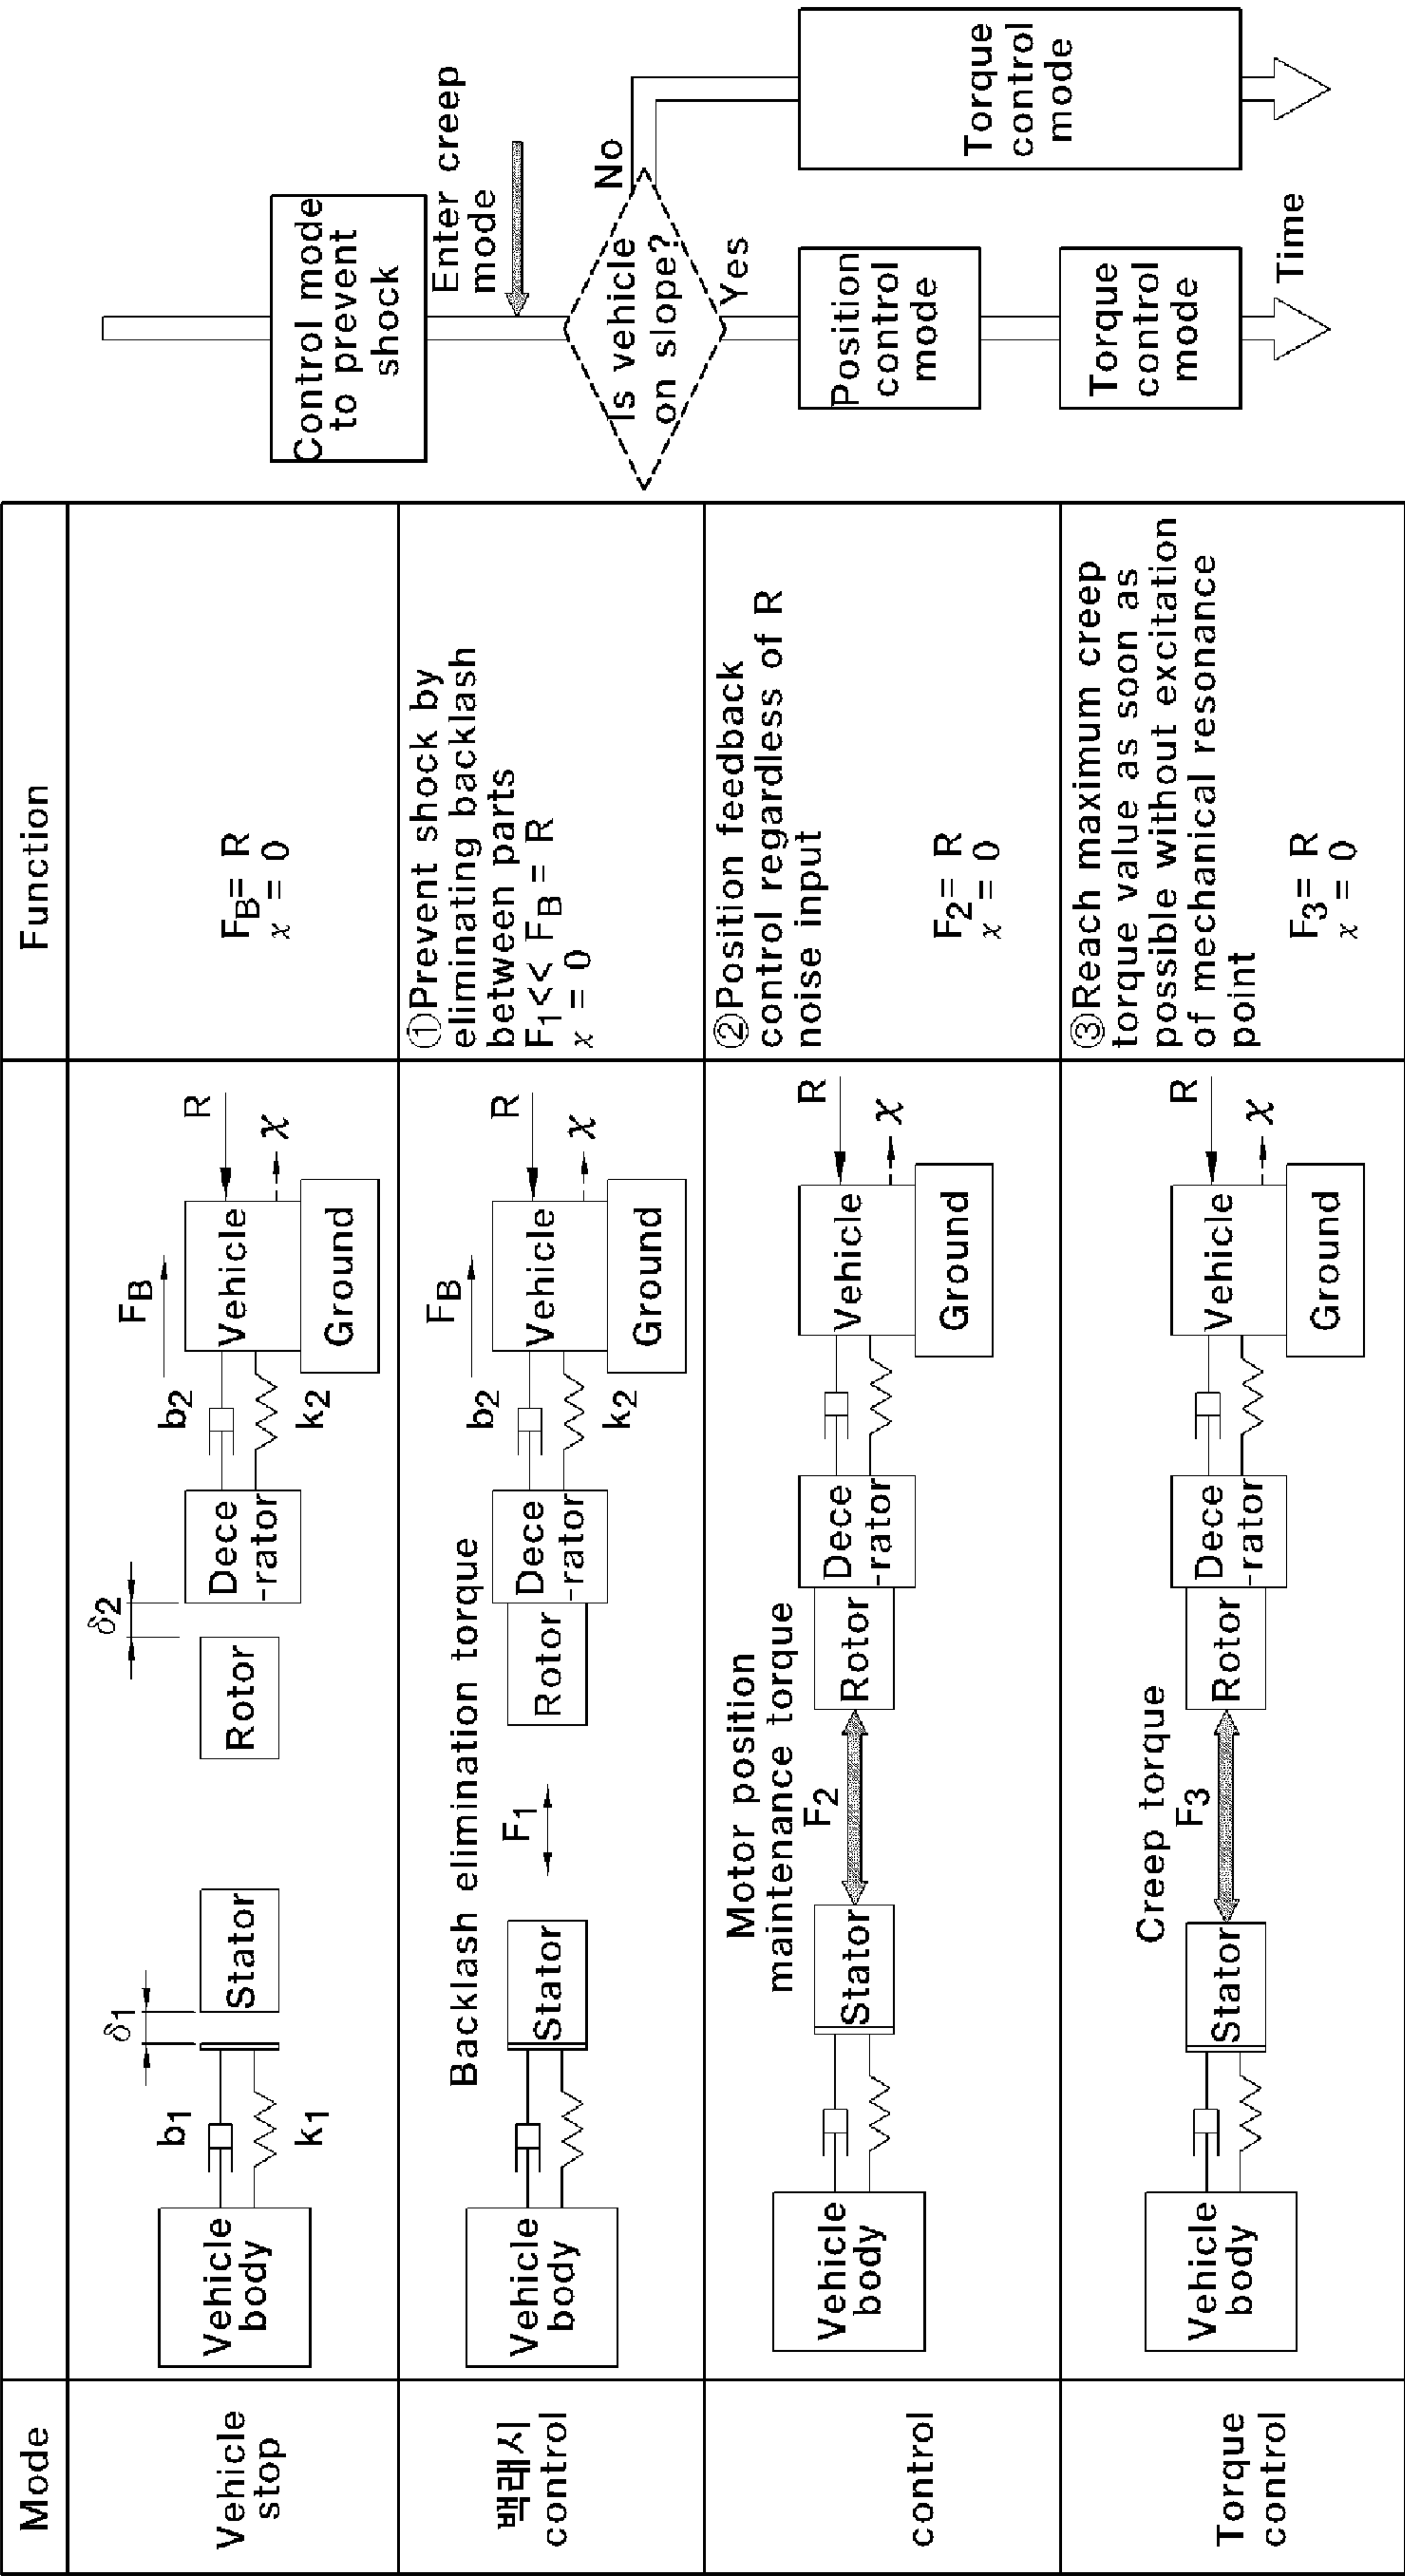 Mode
Function
Vehicle
stop
Vehicle
body
b1
k1
δ1
Stator
Rotor
δ2
Dece
-rator
b2
k2
FB
Vehicle
Ground
R
χ
FB= R
χ = 0
백래시
control
Backlash elimination torque
Vehicle
body
Stator
F1
Rotor
Dece
-rator
b2
k2
FB
Vehicle
Ground
R
χ
①Prevent shock by
eliminating backlash
between parts
F1<< FB = R
χ = 0
control
Motor position
maintenance torque
Vehicle
body
Stator
F2
Rotor
Dece
-rator
Vehicle
Ground
R
χ
②Position feedback
control regardless of R
noise input
F2= R
χ = 0
Torque
control
Creep torque
Vehicle
body
Stator
F3
Rotor
Dece
-rator
Vehicle
Ground
R
χ
③Reach maximum creep
torque value as soon as
possible without excitation
of mechanical resonance
point
F3= R
χ = 0
Control mode
to prevent
shock
Enter creep
mode
Is vehicle
on slope?
No
Yes
Position
control
mode
Torque
control
mode
Torque
control
mode
Time